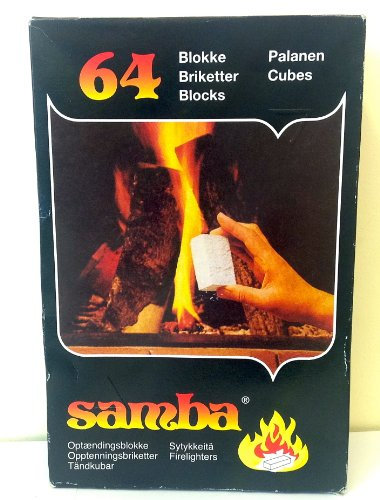 64
Blokke Palanen
Briketter Cubes
Blocks
samba®
Optændingsblokke Sytykkeitä
Opptenningsbriketter Firelighters
Tändkubar